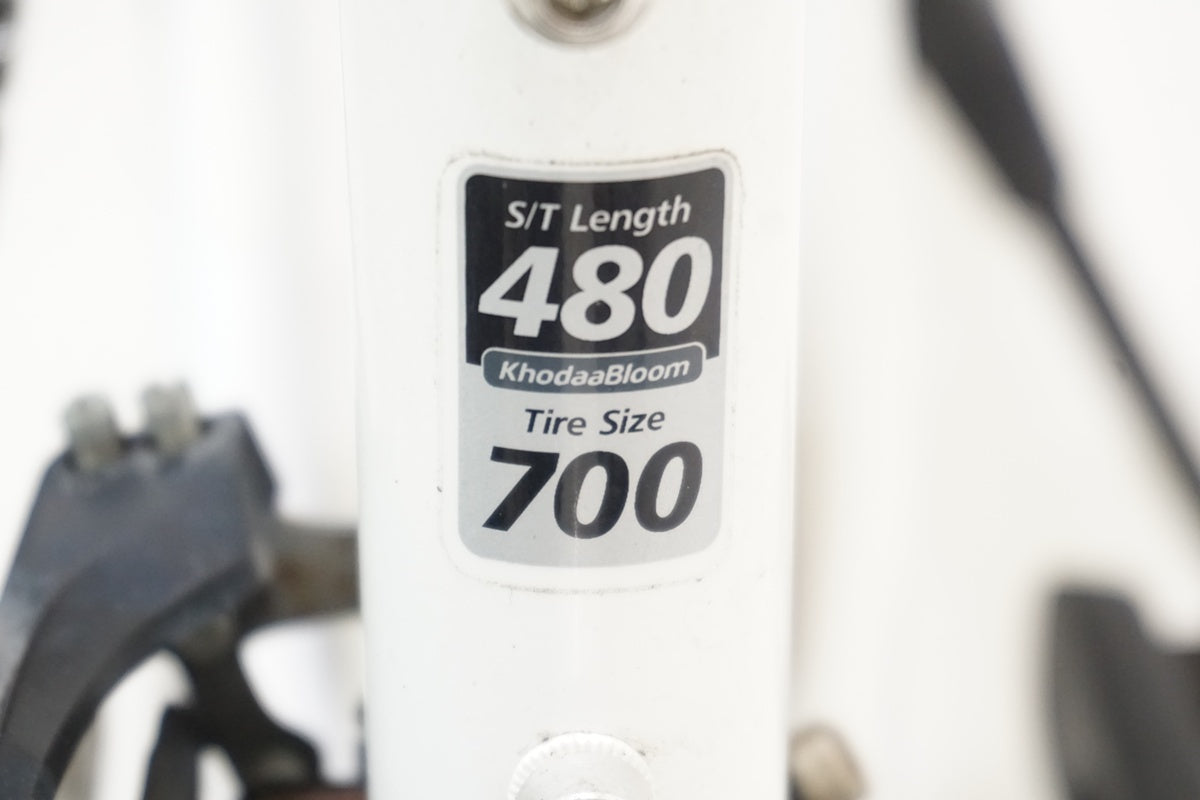 S/T Length
480
KhodaaBloom
Tire Size
700